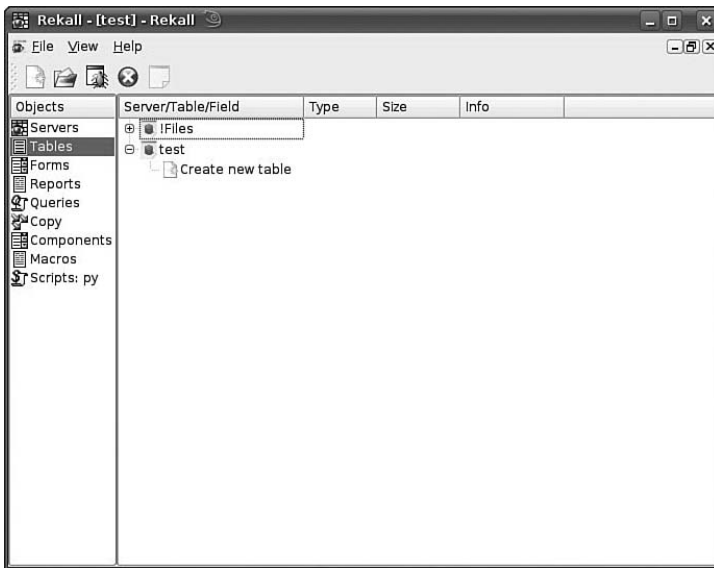 Rekall - [test] - Rekall
File View Help
Objects
Servers
Tables
Forms
Reports
Queries
Copy
Components
Macros
Scripts: py
Server/Table/Field Type Size Info
!Files
test
Create new table